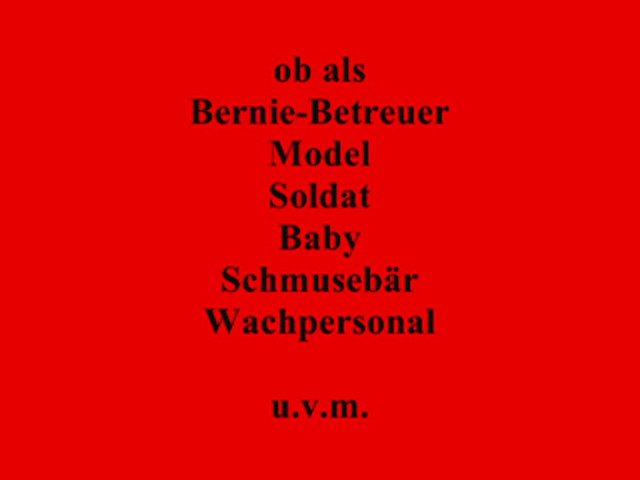 ob als
Bernie-Betreuer
Model
Soldat
Baby
Schmusebär
Wachpersonal
u.v.m.